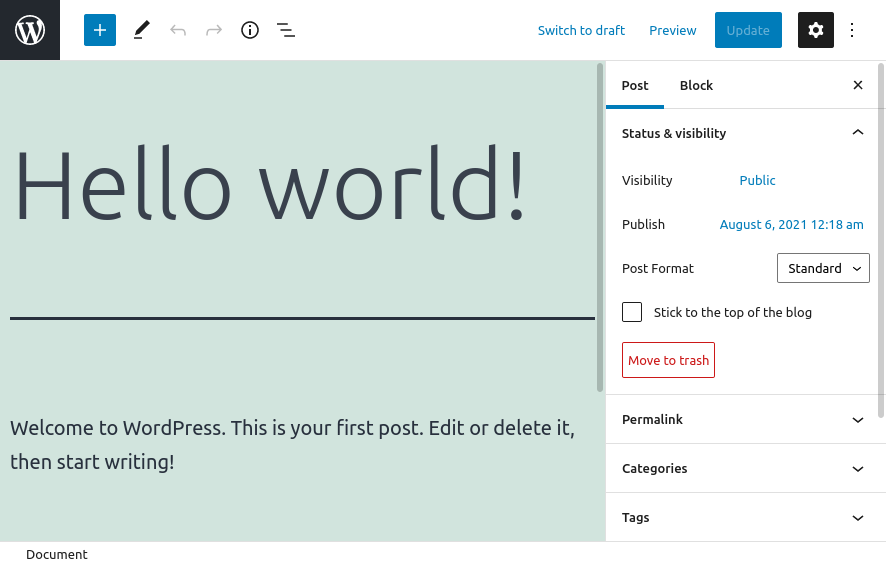 Switch to draft Preview Update
Post Block
Status & visibility
Visibility Public
Publish August 6, 2021 12:18 am
Post Format Standard
Stick to the top of the blog
Move to trash
Permalink
Categories
Tags
Hello world!
Welcome to WordPress. This is your first post. Edit or delete it,
then start writing!
Document